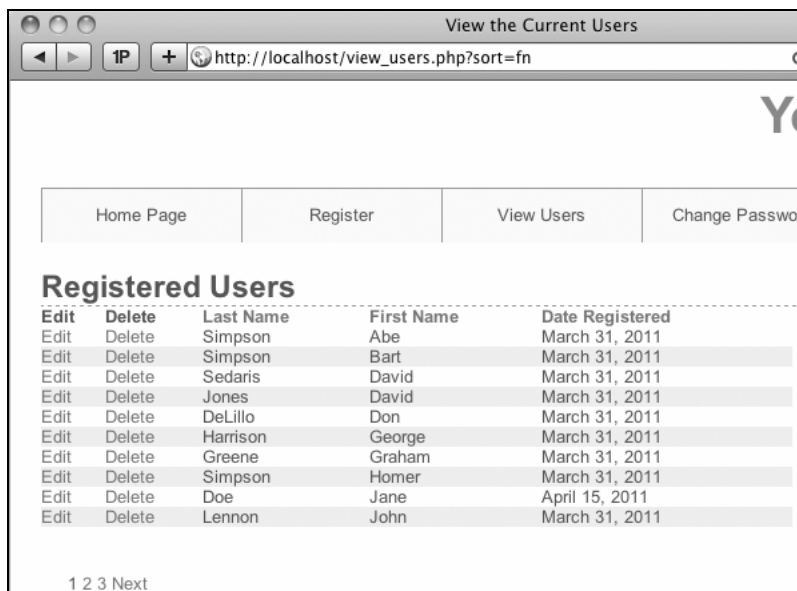 View the Current Users
1P + http://localhost/view_users.php?sort=fn
Home Page Register View Users Change Passwo
Registered Users
Edit Delete Last Name First Name Date Registered
Edit Delete Simpson Abe March 31, 2011
Edit Delete Simpson Bart March 31, 2011
Edit Delete Sedaris David March 31, 2011
Edit Delete Jones David March 31, 2011
Edit Delete DeLillo Don March 31, 2011
Edit Delete Harrison George March 31, 2011
Edit Delete Greene Graham March 31, 2011
Edit Delete Simpson Homer March 31, 2011
Edit Delete Doe Jane April 15, 2011
Edit Delete Lennon John March 31, 2011
1 2 3 Next